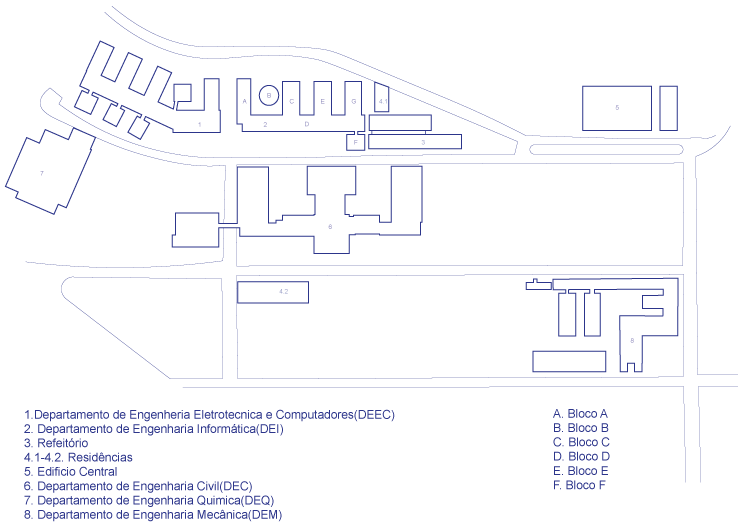 A
B
C
E
G
4.1
1
2
D
F
3
5
7
6
4.2
8
1.Departamento de Engenheria Eletrotecnica e Computadores(DEEC)
2. Departamento de Engenharia Informática(DEI)
3. Refeitório
4.1-4.2. Residências
5. Edificio Central
6. Departamento de Engenharia Civil(DEC)
7. Departamento de Engenharia Quimica(DEQ)
8. Departamento de Engenharia Mecânica(DEM)
A. Bloco A
B. Bloco B
C. Bloco C
D. Bloco D
E. Bloco E
F. Bloco F